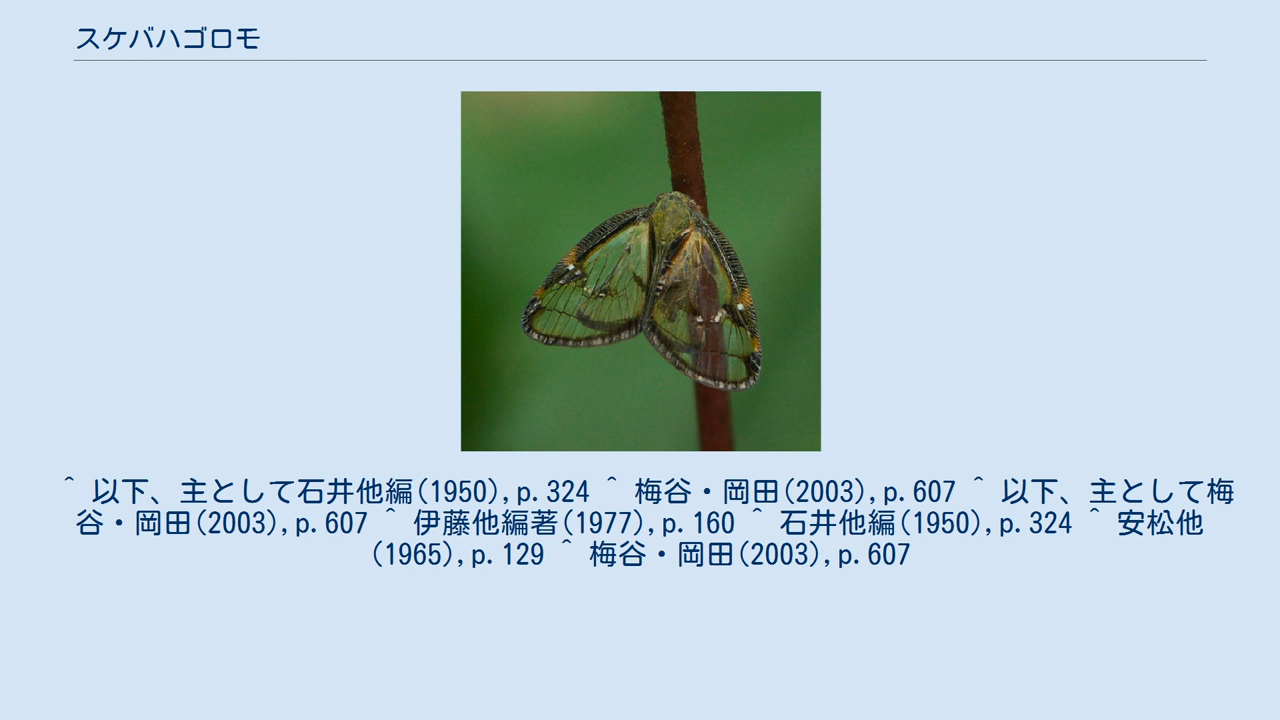 スケバハゴロモ
^ 以下、主として石井他編(1950),p.324 ^ 梅谷・岡田(2003),p.607 ^ 以下、主として梅
谷・岡田(2003),p.607 ^ 伊藤他編著(1977),p.160 ^ 石井他編(1950),p.324 ^ 安松他
(1965),p.129 ^ 梅谷・岡田(2003),p.607